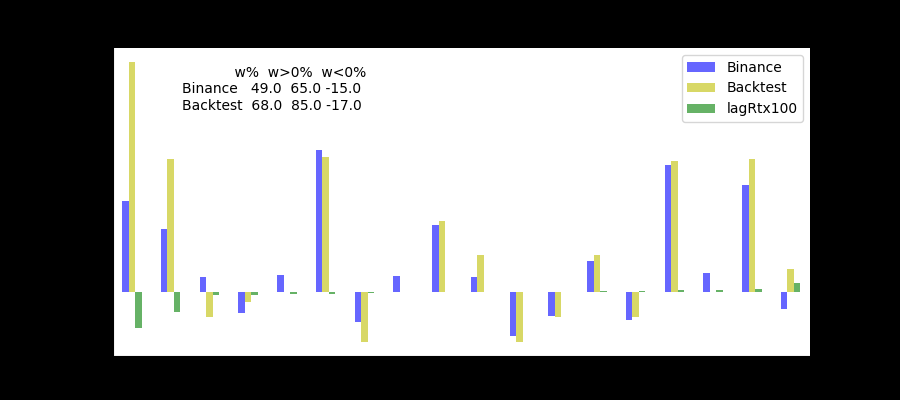 w% w>0% w<0%
Binance 49.0 65.0 -15.0
Backtest 68.0 85.0 -17.0
Binance
Backtest
lagRtx100